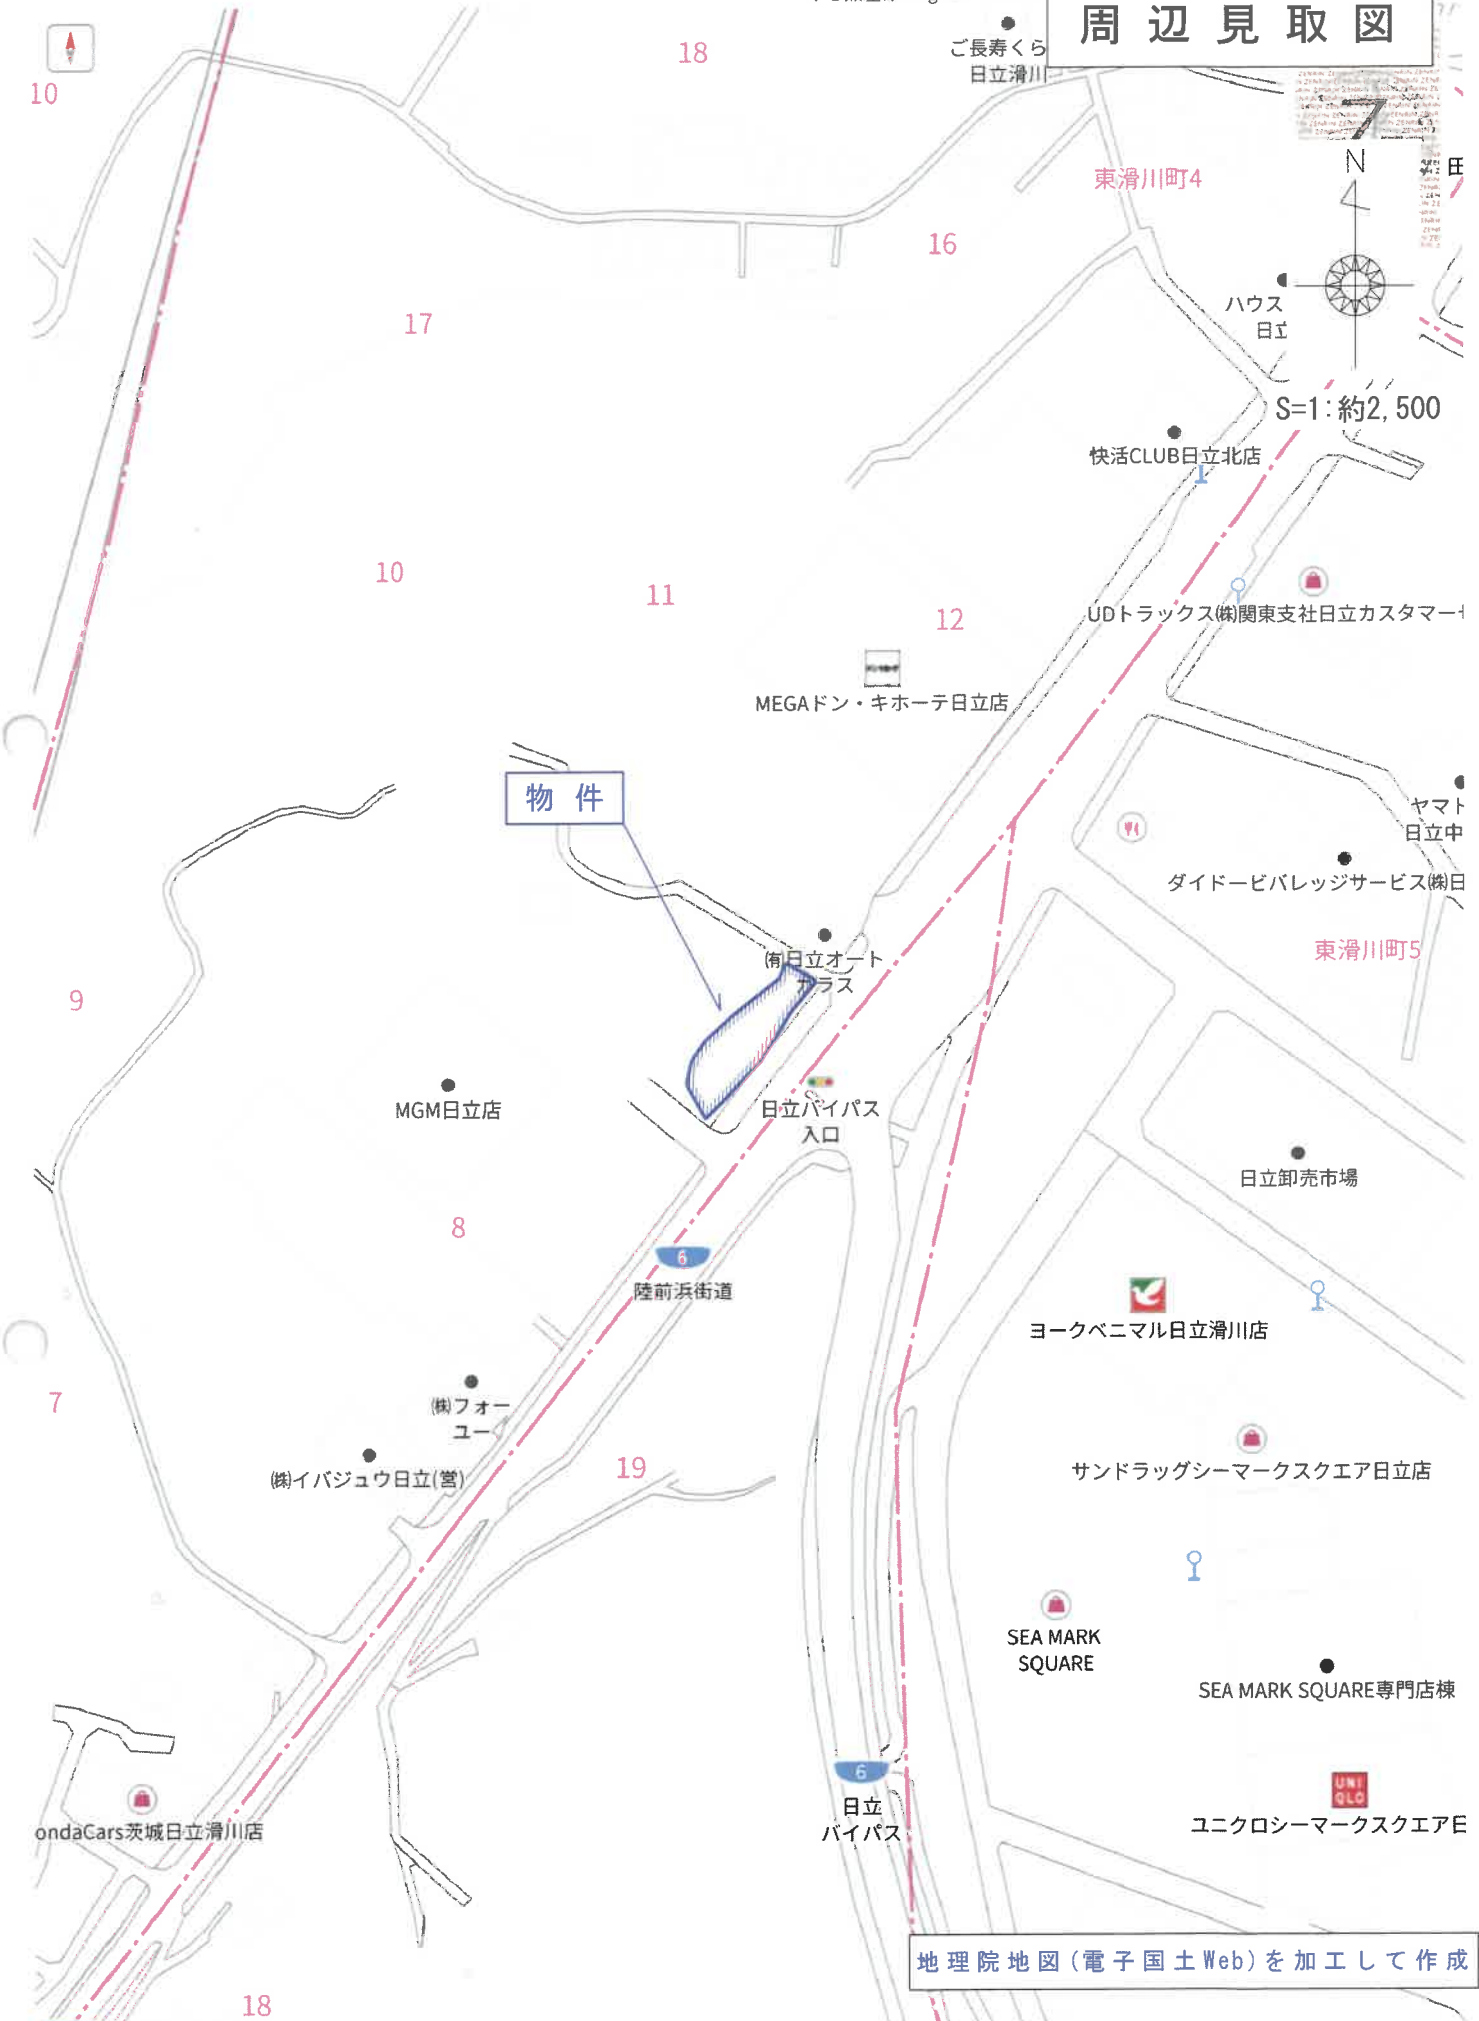 周辺見取図
18
ご長寿くら
日立滑川
10
N
田
東滑川町4
16
ハウス
日立
17
S=1:約2,500
快活CLUB日立北店
10
11
12
UDトラックス㈱関東支社日立カスタマー
MEGAドン・キホーテ日立店
物件
ヤマト
日立中
ダイドービバレッジサービス㈱日
㈲日立オート
ガラス
東滑川町5
9
MGM日立店
日立バイパス
入口
日立卸売市場
8
6
陸前浜街道
ヨークベニマル日立滑川店
7
㈱フォー
ユー
㈱イバジュウ日立(営)
19
サンドラッグシーマークスクエア日立店
SEA MARK
SQUARE
SEA MARK SQUARE専門店棟
6
日立
バイパス
UNI
QLO
ユニクロシーマークスクエア日
ondaCars茨城日立滑川店
地理院地図(電子国土Web)を加工して作成
18